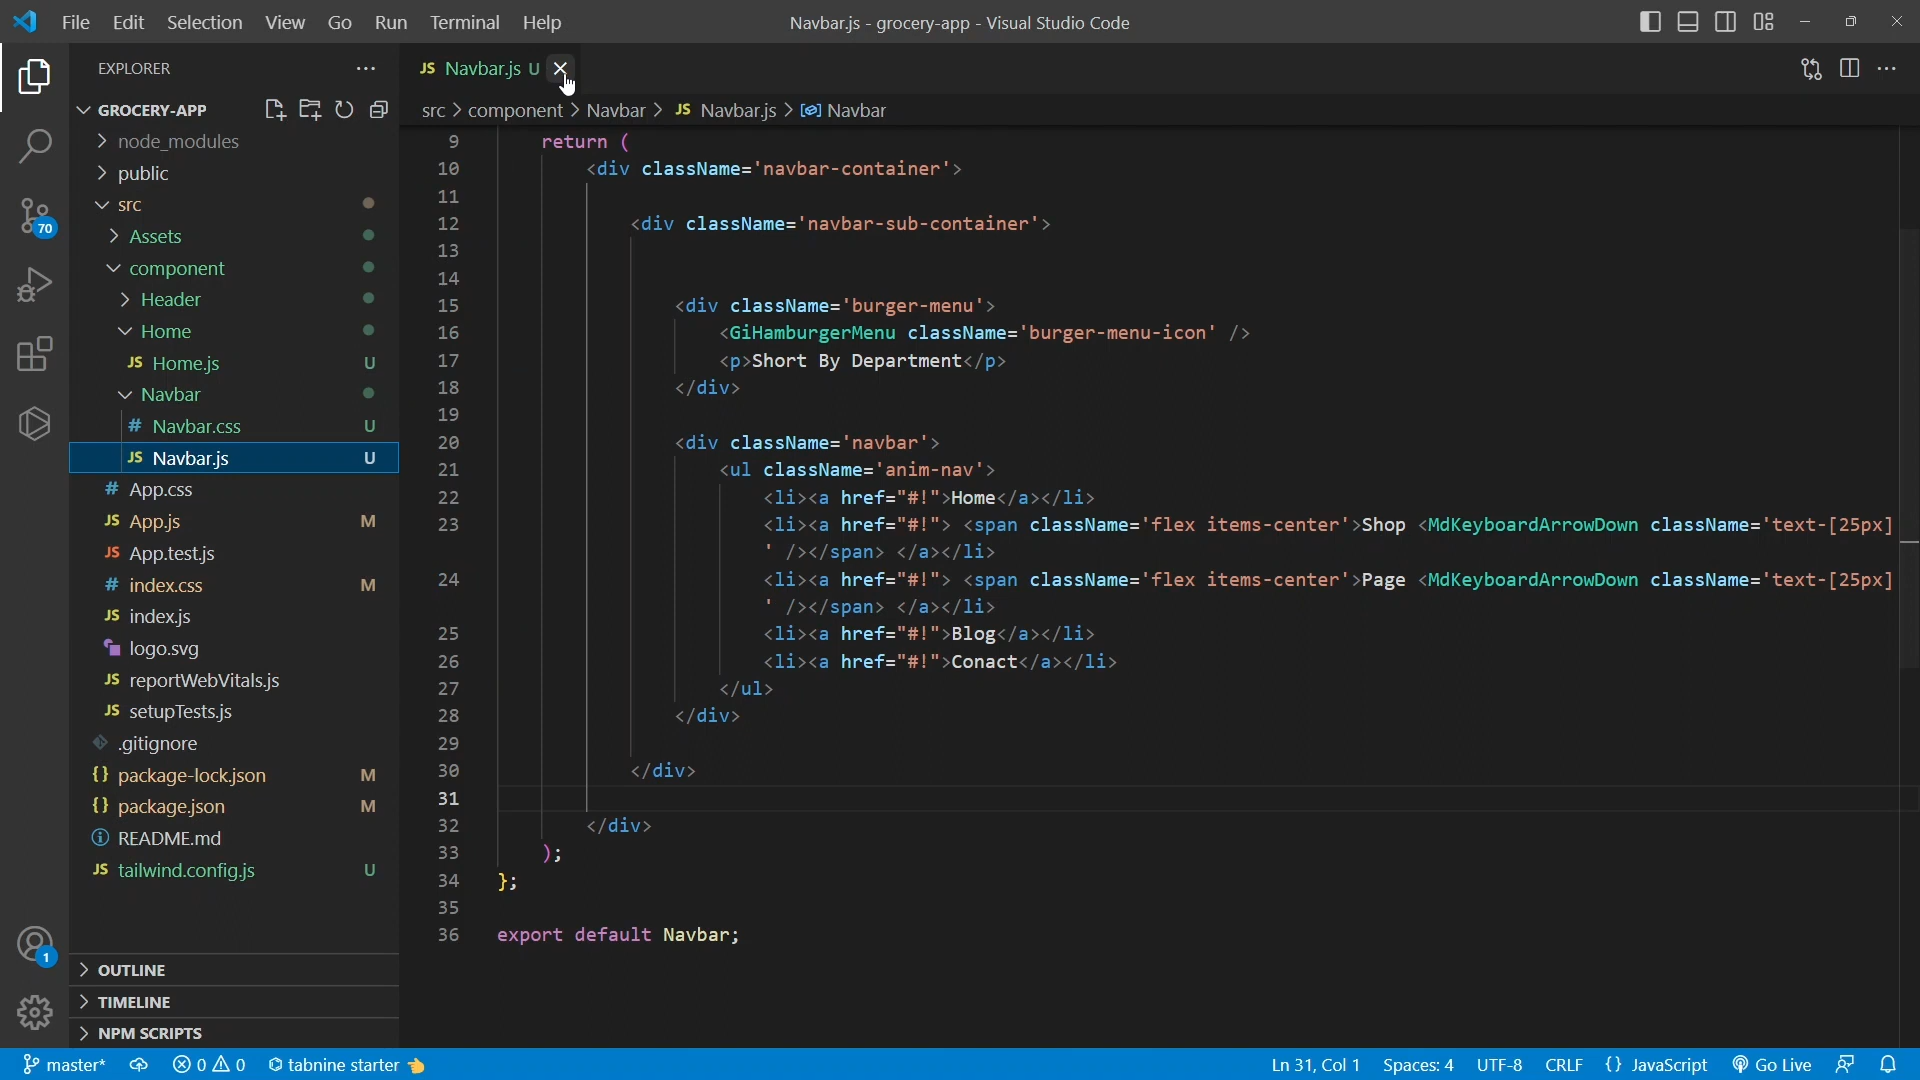 File Edit Selection View Go Run Terminal Help
Navbar.js - grocery-app - Visual Studio Code
EXPLORER
GROCERY-APP
node_modules
public
src
Assets
component
Header
Home
JS Home.js U
Navbar
# Navbar.css U
JS Navbar.js U
# App.css
JS App.js M
JS App.test.js
# index.css M
JS index.js
logo.svg
JS reportWebVitals.js
JS setupTests.js
.gitignore
{} package-lock.json M
{} package.json M
README.md
JS tailwind.config.js U
OUTLINE
TIMELINE
NPM SCRIPTS
70
1
JS Navbar.js U
src > component > Navbar > JS Navbar.js > Navbar
9 return (
10 <div className='navbar-container'>
11
12 <div className='navbar-sub-container'>
13
14
15 <div className='burger-menu'>
16 <GiHamburgerMenu className='burger-menu-icon' />
17 <p>Short By Department</p>
18 </div>
19
20 <div className='navbar'>
21 <ul className='anim-nav'>
22 <li><a href="#!">Home</a></li>
23 <li><a href="#!"> <span className='flex items-center'>Shop <MdKeyboardArrowDown className='text-[25px]
' /></span> </a></li>
24 <li><a href="#!"> <span className='flex items-center'>Page <MdKeyboardArrowDown className='text-[25px]
' /></span> </a></li>
25 <li><a href="#!">Blog</a></li>
26 <li><a href="#!">Conact</a></li>
27 </ul>
28 </div>
29
30 </div>
31
32 </div>
33 );
34 };
35
36 export default Navbar;
master* 0 0 tabnine starter Ln 31, Col 1 Spaces: 4 UTF-8 CRLF {} JavaScript Go Live